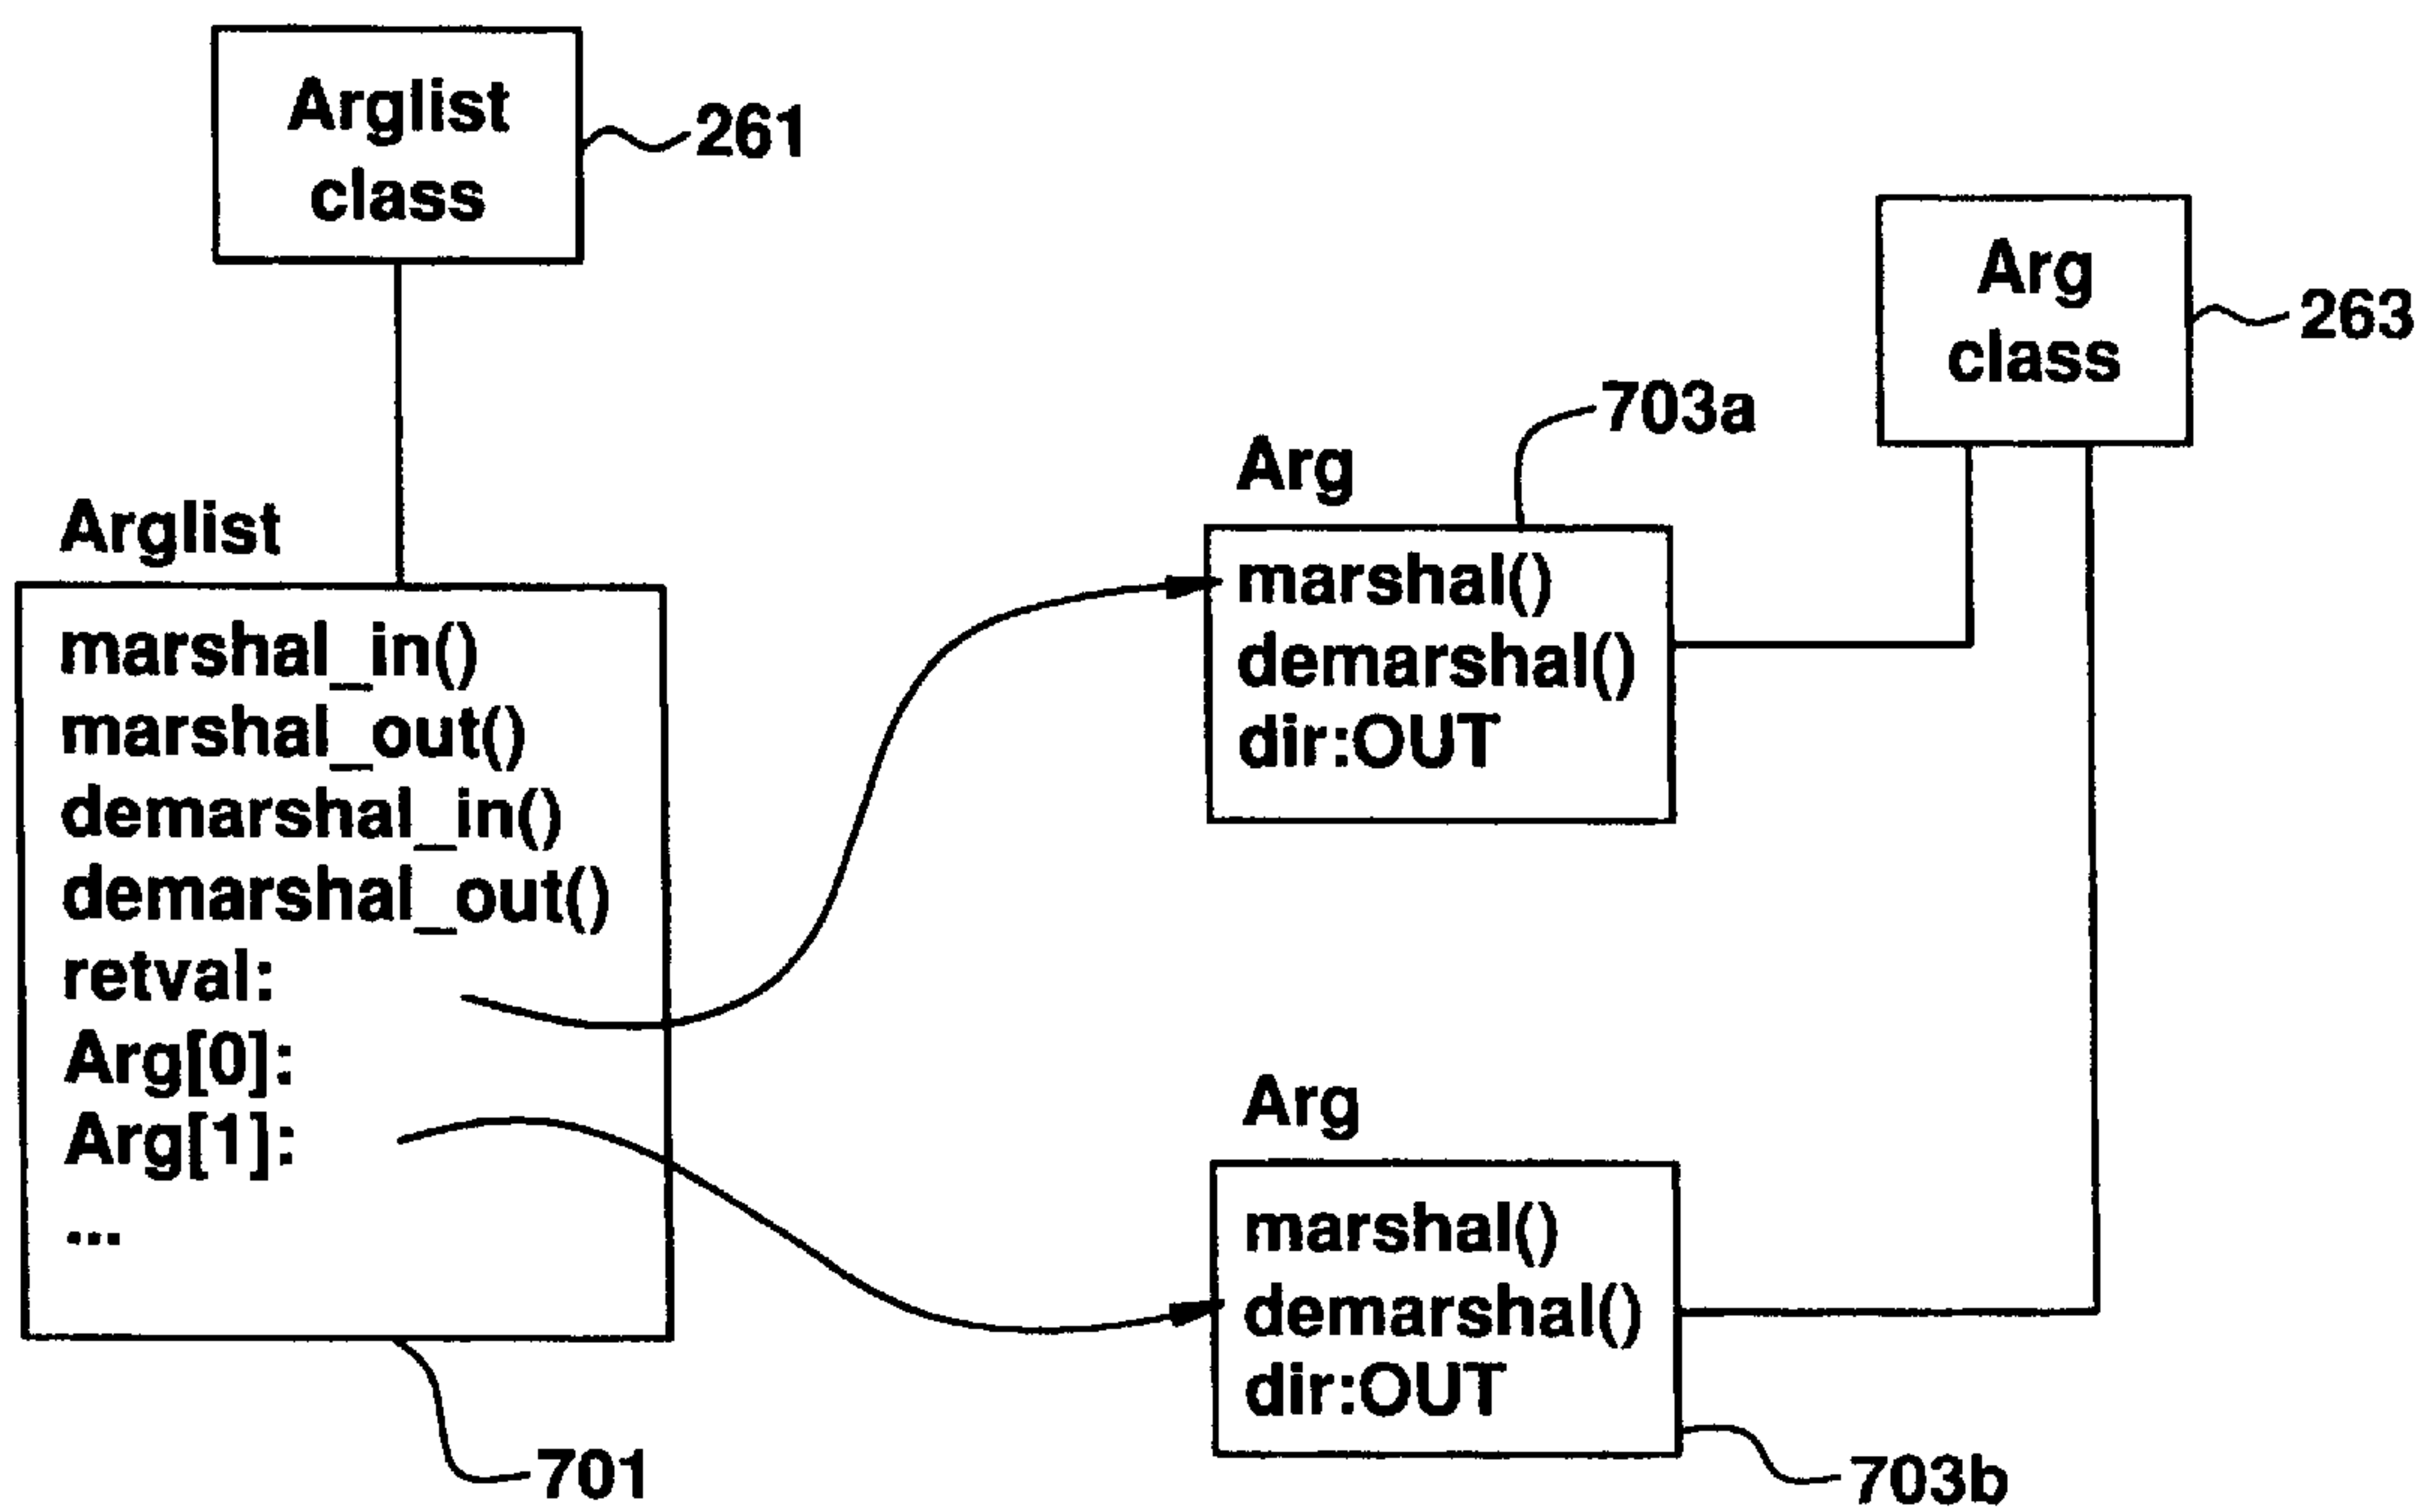 Arglist
class
261
Arg
class
263
703a
Arg
marshal()
demarshal()
dir:OUT
Arglist
marshal_in()
marshal_out()
demarshal_in()
demarshal_out()
retval:
Arg[0]:
Arg[1]:
...
701
Arg
marshal()
demarshal()
dir:OUT
703b